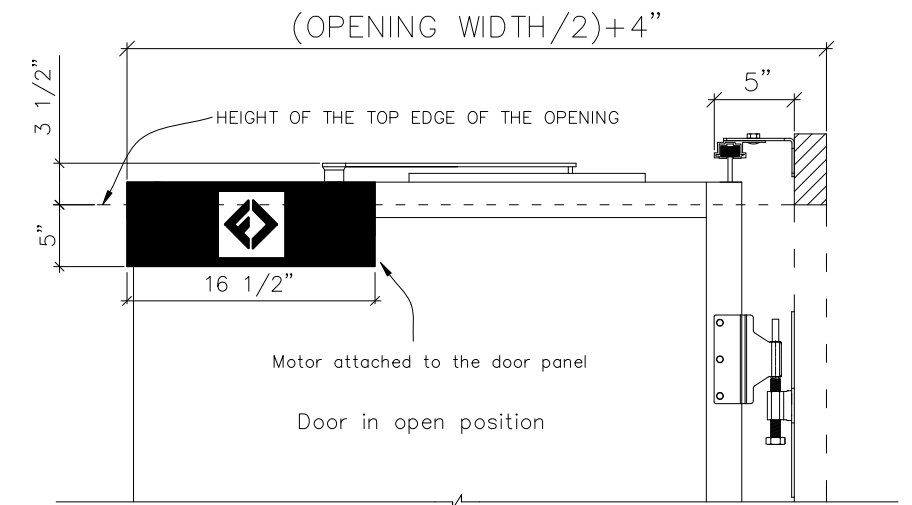 (OPENING WIDTH/2)+4”
5”
3 1/2”
HEIGHT OF THE TOP EDGE OF THE OPENING
5”
16 1/2”
Motor attached to the door panel
Door in open position